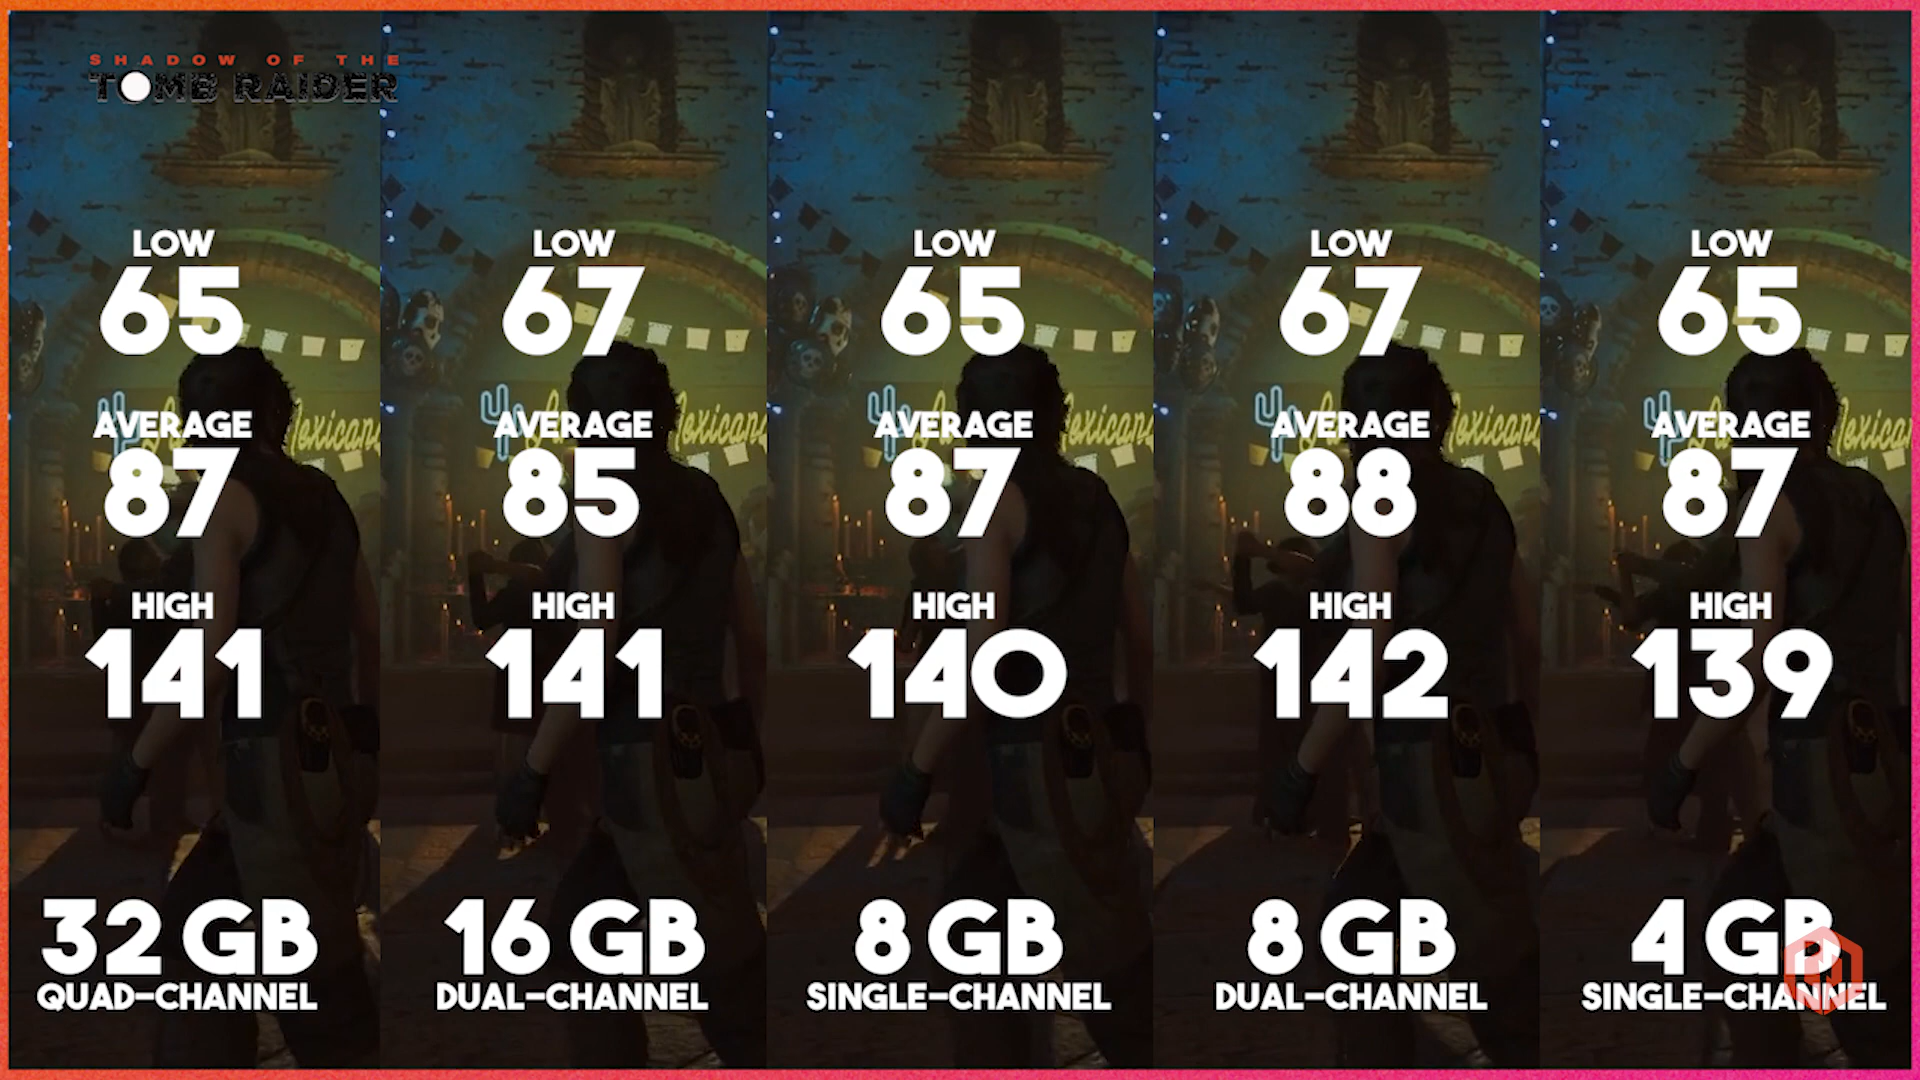 SHADOW OF THE
TOMB RAIDER
LOW
65
AVERAGE
87
HIGH
141
32 GB
QUAD-CHANNEL
LOW
67
AVERAGE
85
HIGH
141
16 GB
DUAL-CHANNEL
LOW
65
AVERAGE
87
HIGH
140
8 GB
SINGLE-CHANNEL
LOW
67
AVERAGE
88
HIGH
142
8 GB
DUAL-CHANNEL
LOW
65
AVERAGE
87
HIGH
139
4 GB
SINGLE-CHANNEL